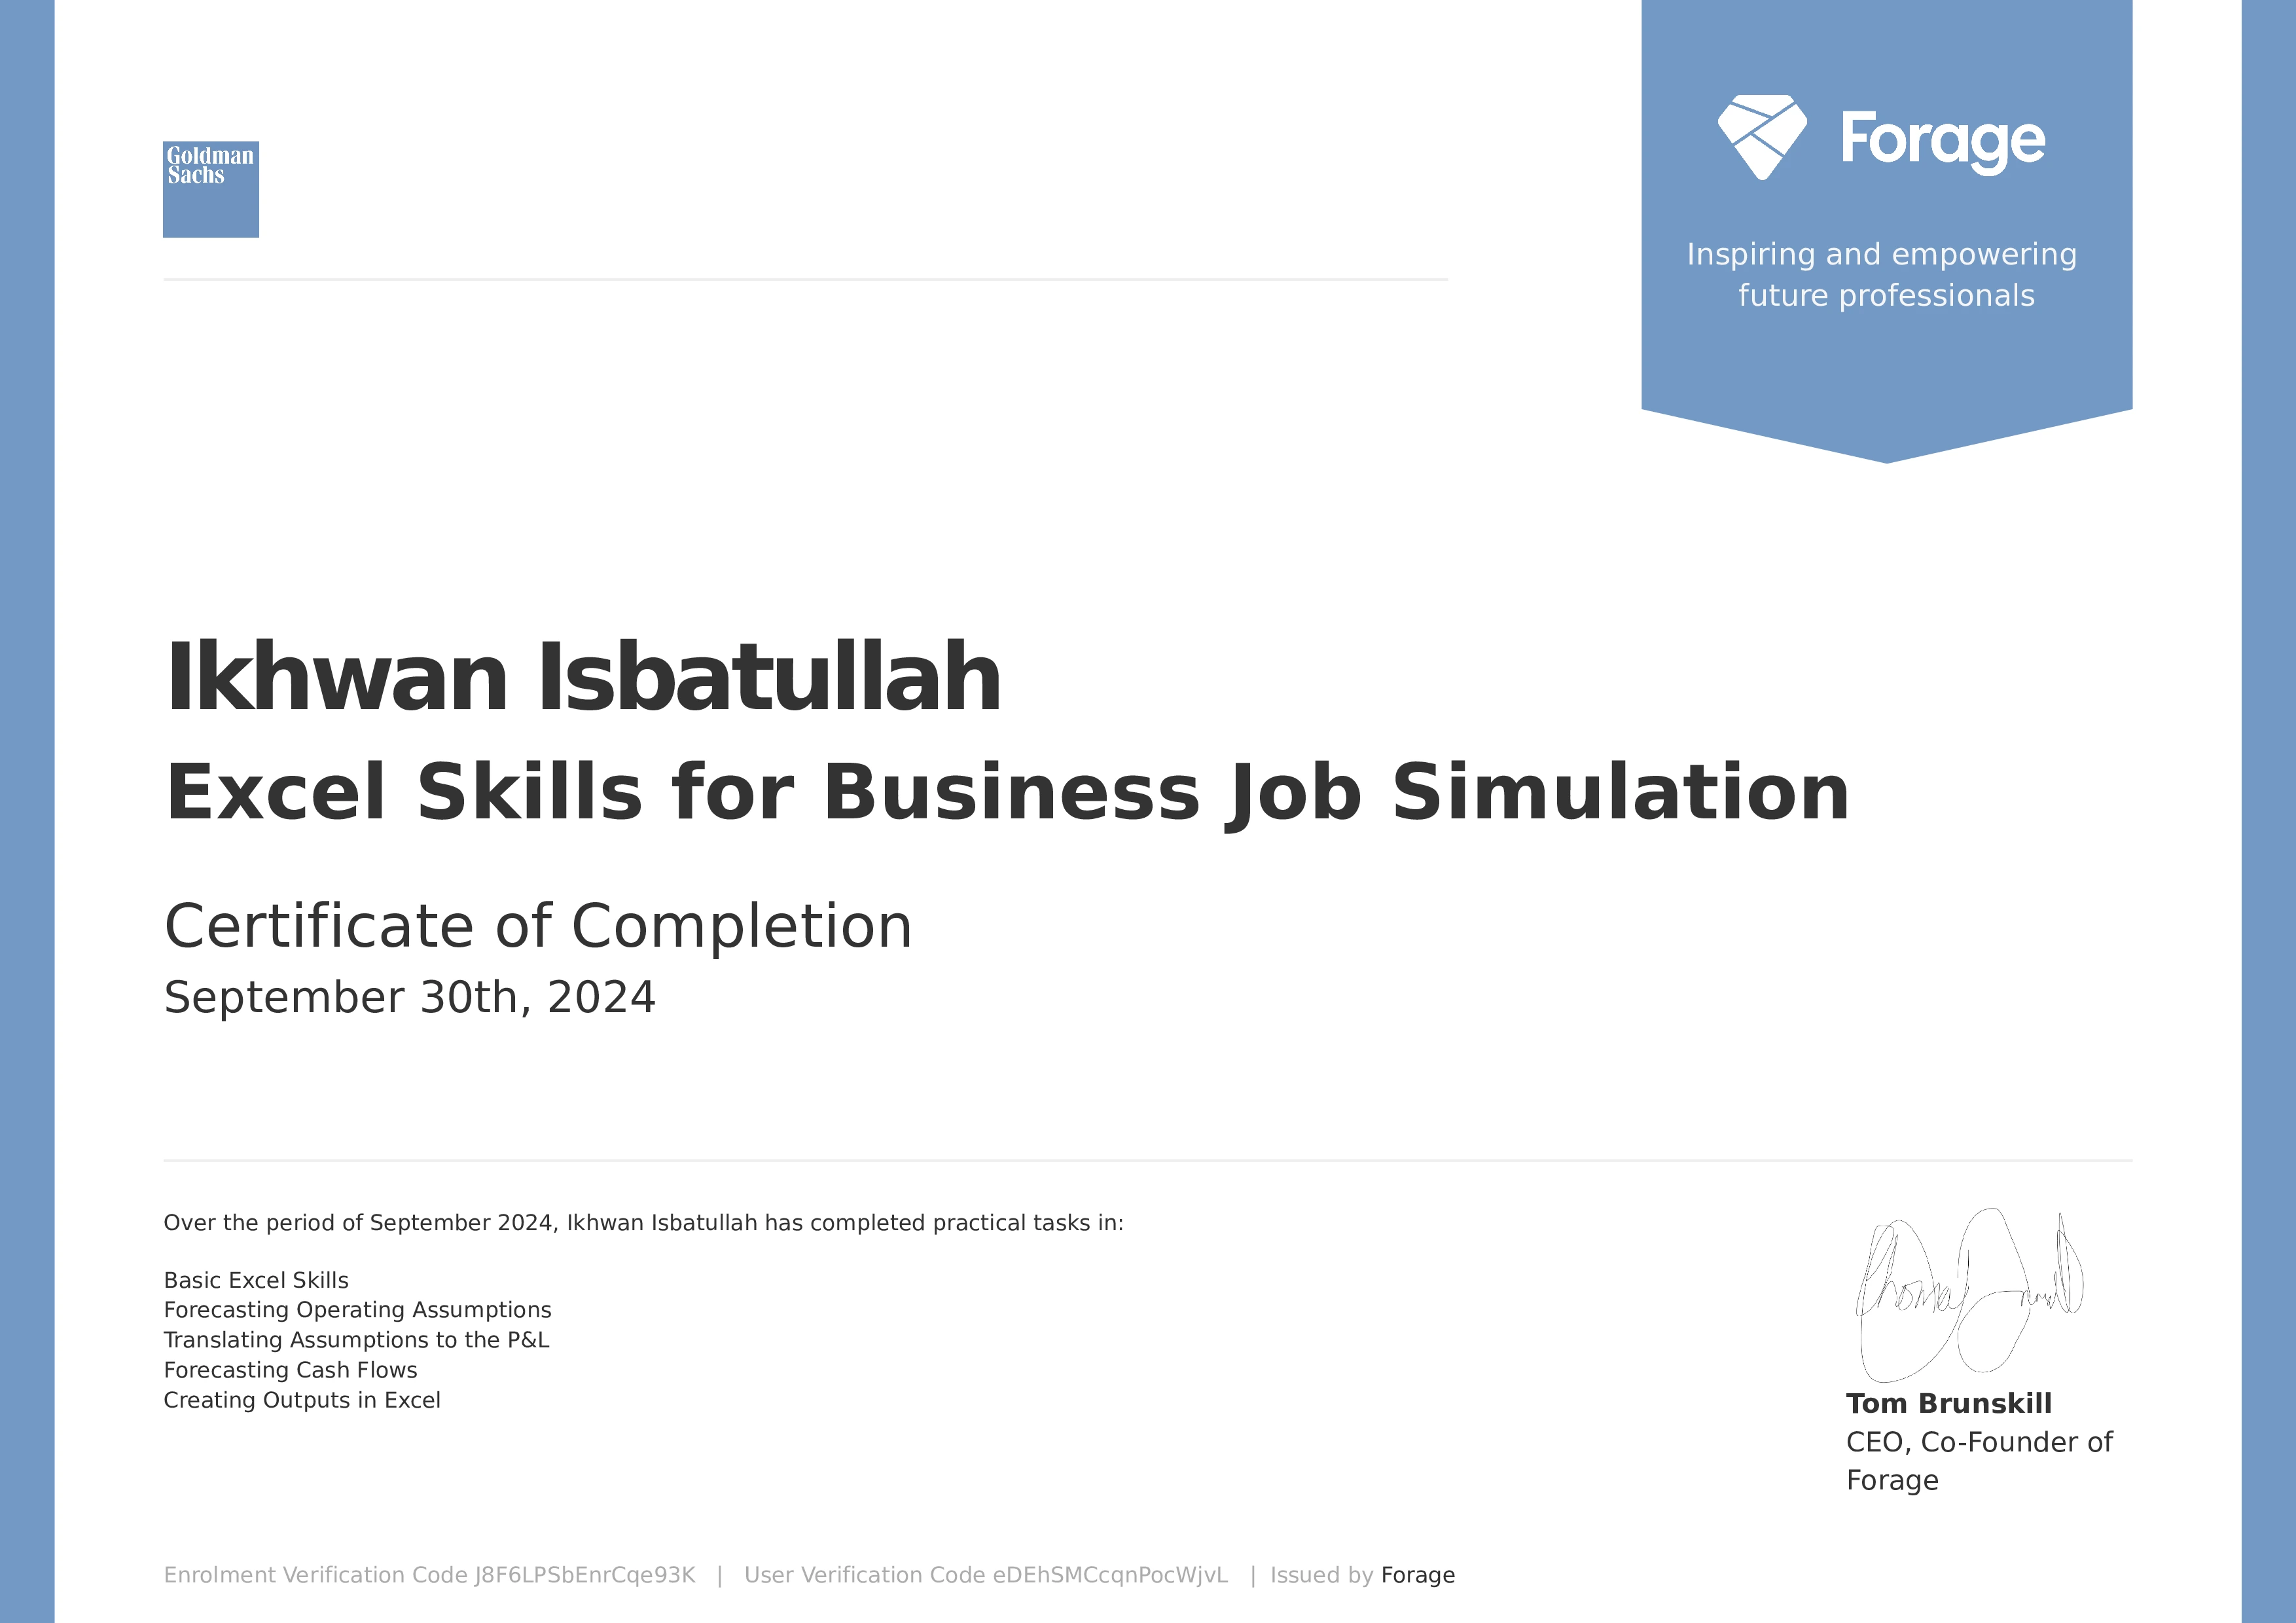 Goldman
Sachs
Forage
Inspiring and empowering
future professionals
Ikhwan Isbatullah
Excel Skills for Business Job Simulation
Certificate of Completion
September 30th, 2024
Over the period of September 2024, Ikhwan Isbatullah has completed practical tasks in:
Basic Excel Skills
Forecasting Operating Assumptions
Translating Assumptions to the P&L
Forecasting Cash Flows
Creating Outputs in Excel
Tom Brunskill
CEO, Co-Founder of
Forage
Enrolment Verification Code J8F6LPSbEnrCqe93K | User Verification Code eDEhSMCcqnPocWjvL | Issued by Forage